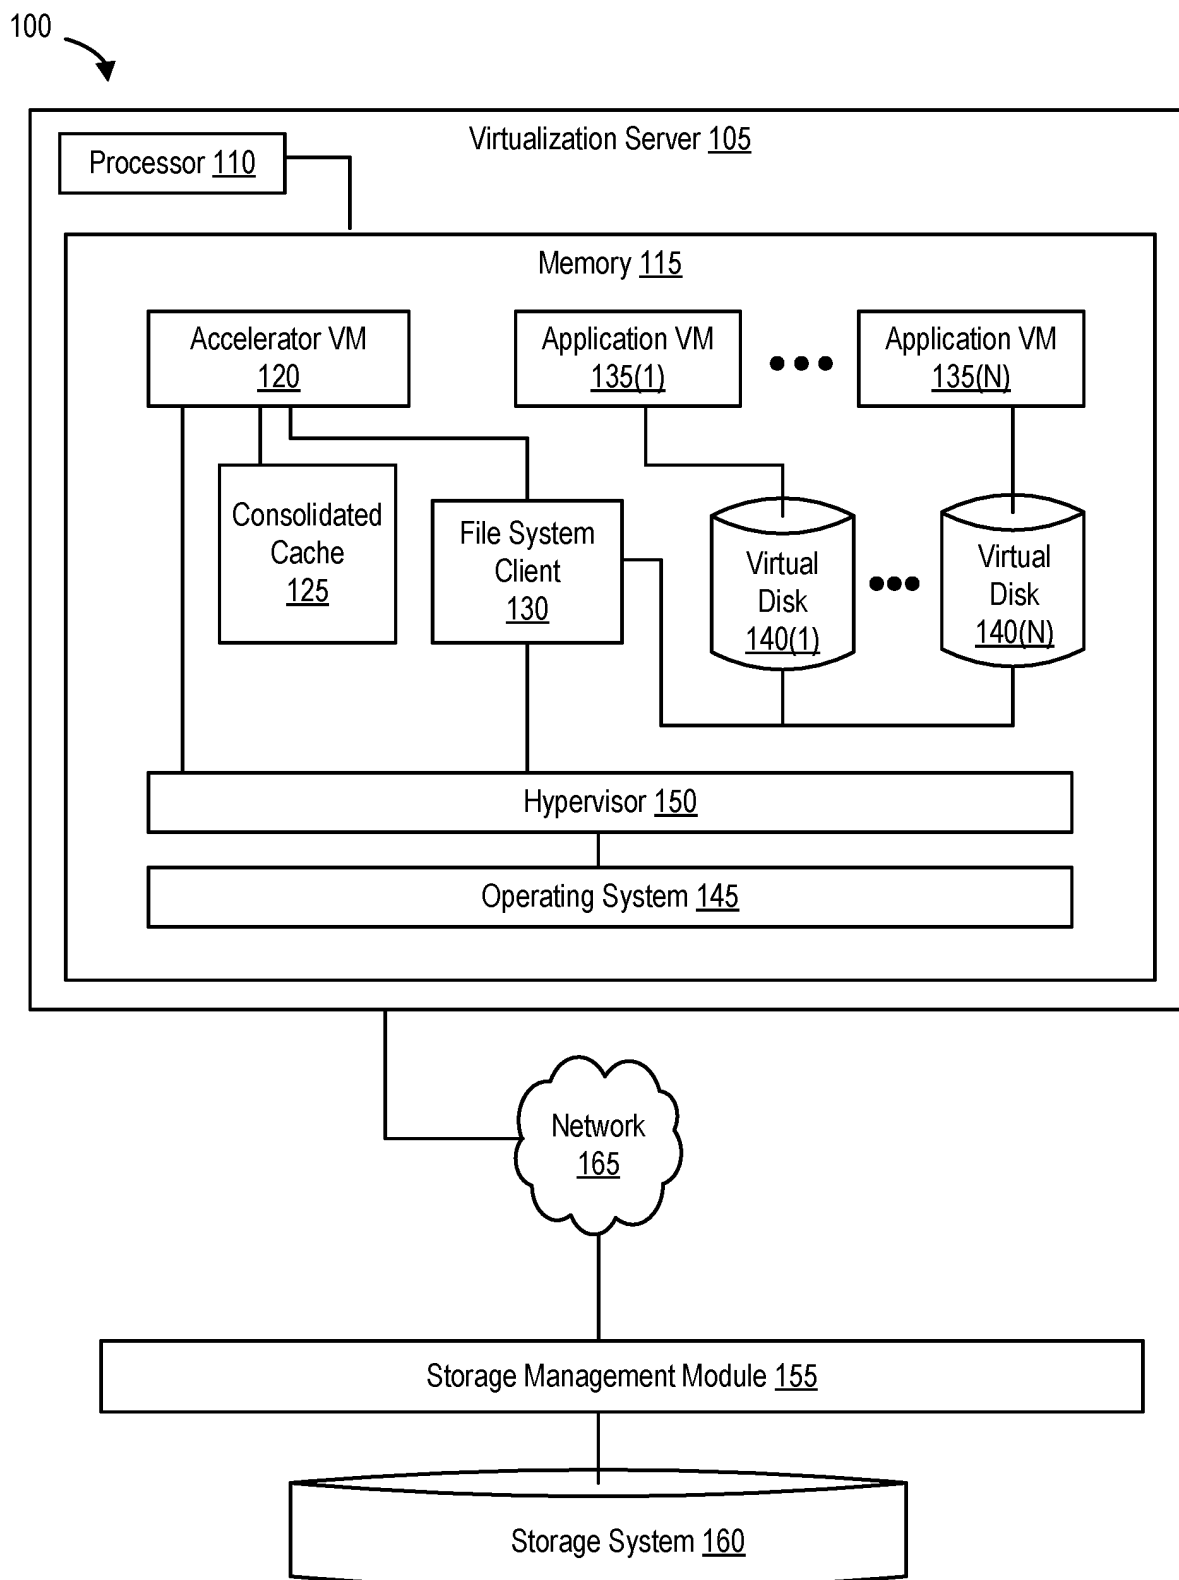 100
Virtualization Server 105
Processor 110
Memory 115
Accelerator VM
120
Application VM
135(1)
Application VM
135(N)
Consolidated
Cache
125
File System
Client
130
Virtual
Disk
140(1)
Virtual
Disk
140(N)
Hypervisor 150
Operating System 145
Network
165
Storage Management Module 155
Storage System 160